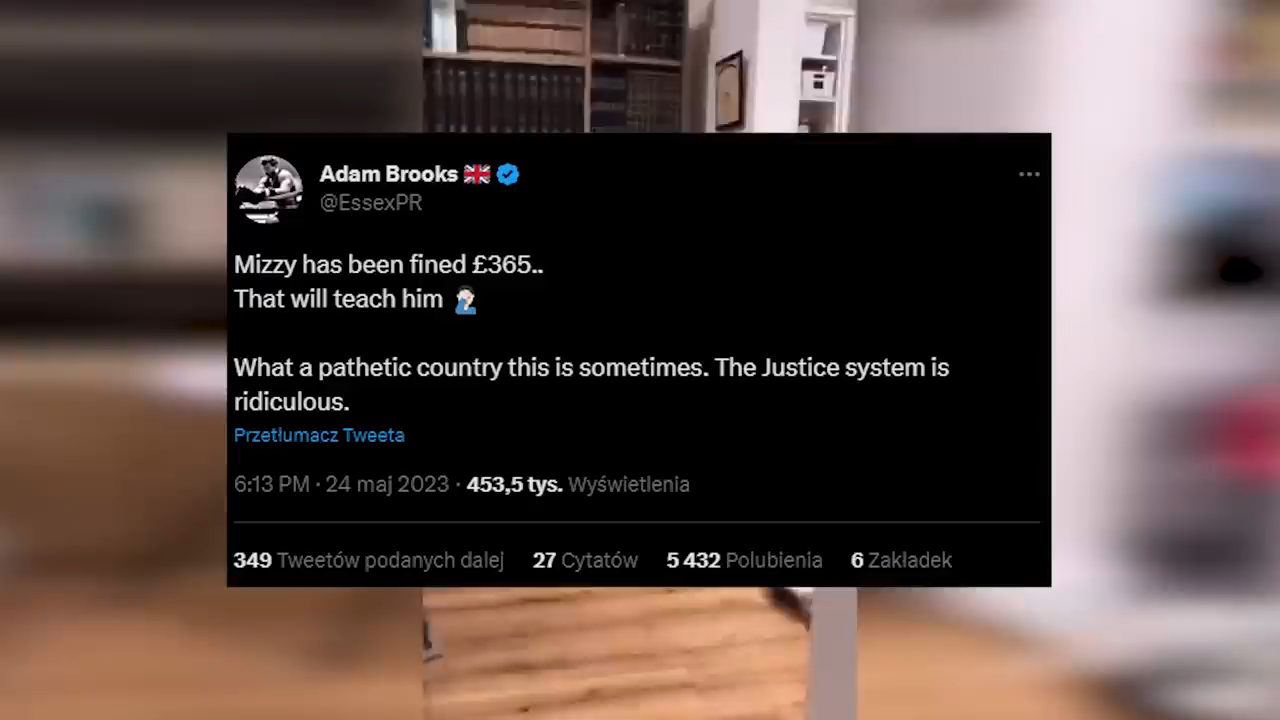 Adam Brooks 🇬🇧
@EssexPR
Mizzy has been fined £365..
That will teach him 🤦🏻‍♂️
What a pathetic country this is sometimes. The Justice system is
ridiculous.
Przetłumacz Tweeta
6:13 PM · 24 maj 2023 · 453,5 tys. Wyświetlenia
349 Tweetów podanych dalej 27 Cytatów 5 432 Polubienia 6 Zakładek